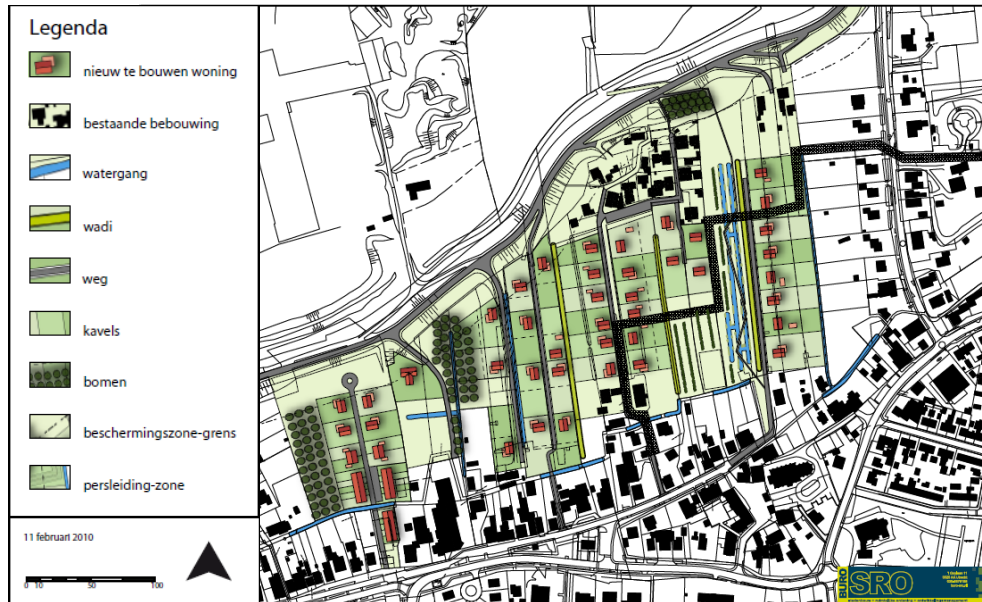 Legenda
nieuw te bouwen woning
bestaande bebouwing
watergang
wadi
weg
kavels
bomen
beschermingszone-grens
persleiding-zone
11 februari 2010
0 10 50 100
BURO
SRO